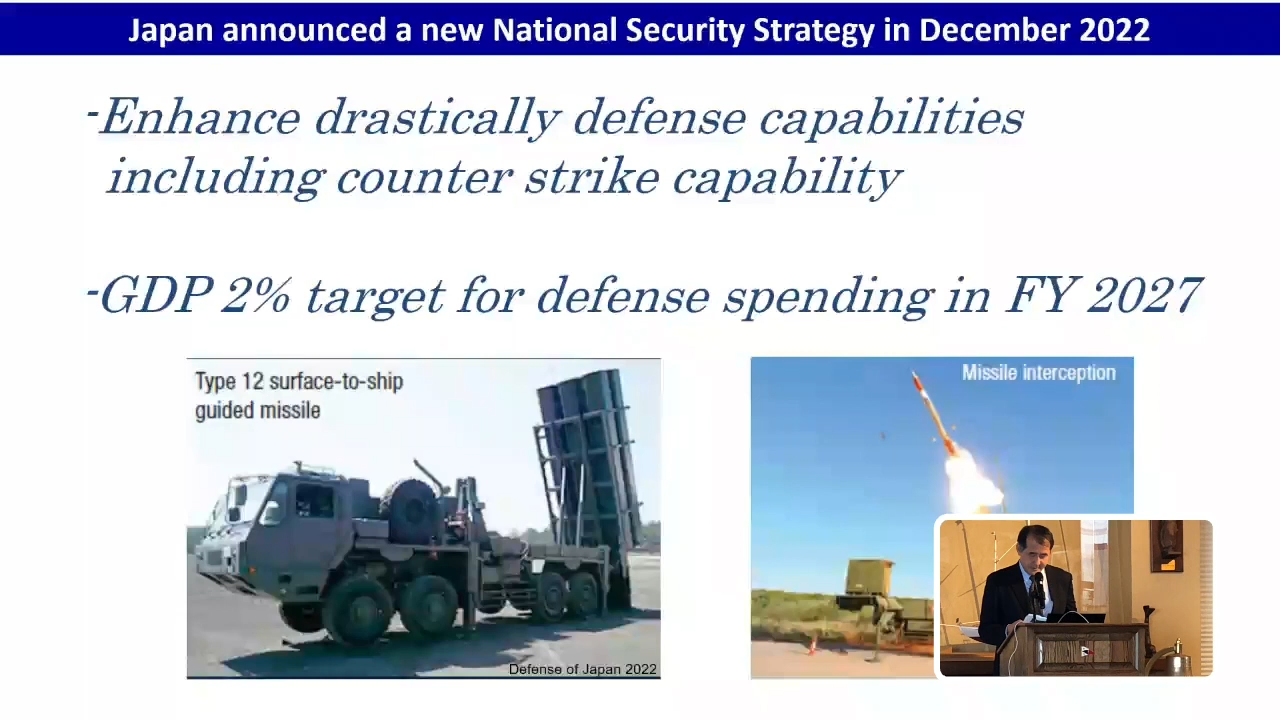 Japan announced a new National Security Strategy in December 2022
-Enhance drastically defense capabilities
including counter strike capability
-GDP 2% target for defense spending in FY 2027
Type 12 surface-to-ship
guided missile
Missile interception
Defense of Japan 2022